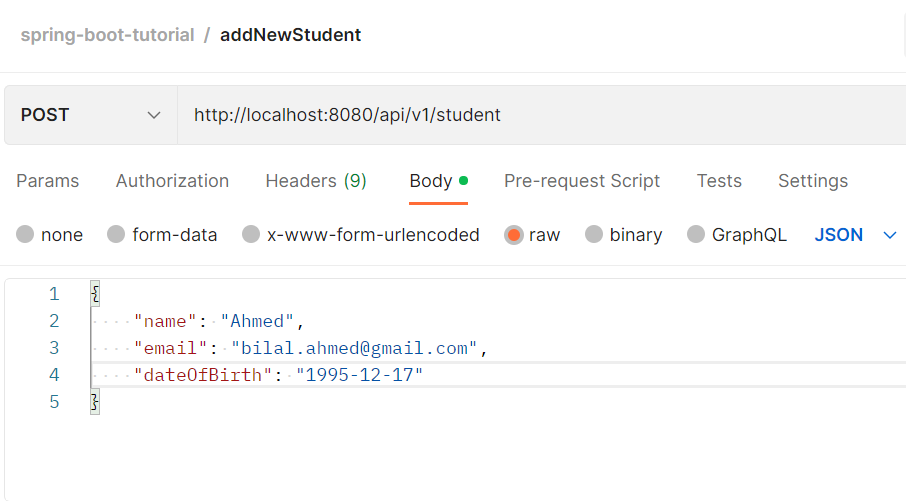 spring-boot-tutorial / addNewStudent
POST http://localhost:8080/api/v1/student
Params Authorization Headers (9) Body Pre-request Script Tests Settings
none form-data x-www-form-urlencoded raw binary GraphQL JSON
1 {
2 "name": "Ahmed",
3 "email": "bilal.ahmed@gmail.com",
4 "dateOfBirth": "1995-12-17"
5 }